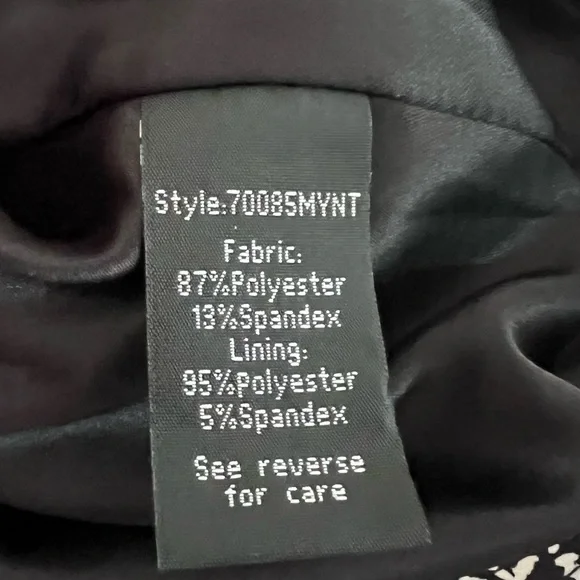 Style:70085MYNT
Fabric:
87%Polyester
13%Spandex
Lining:
95%Polyester
5%Spandex
See reverse
for care